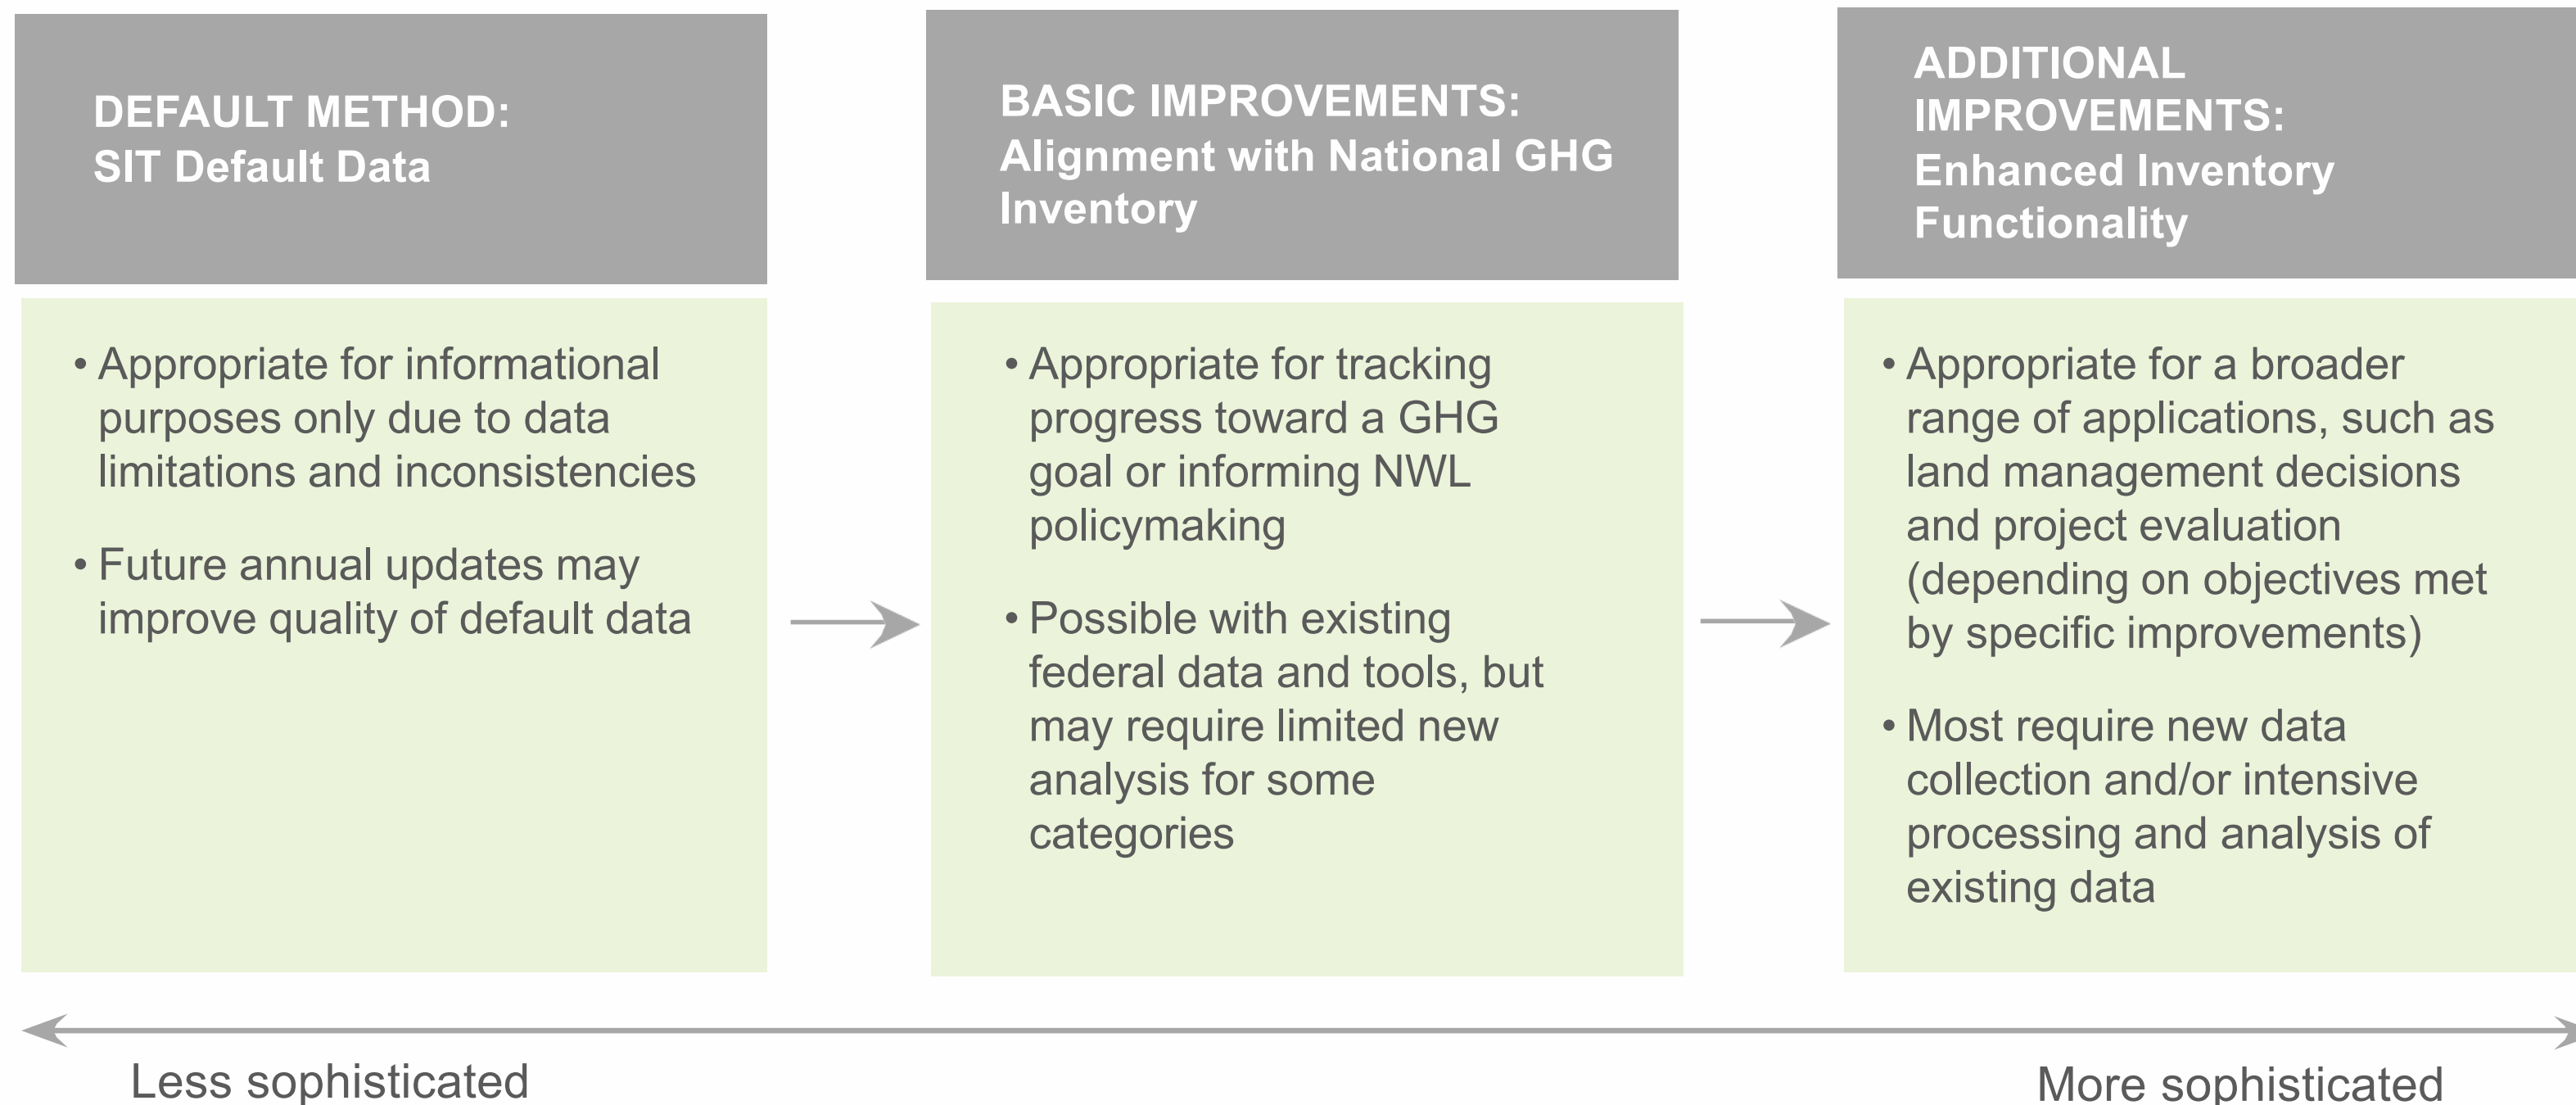 DEFAULT METHOD:
SIT Default Data
• Appropriate for informational
purposes only due to data
limitations and inconsistencies
• Future annual updates may
improve quality of default data
BASIC IMPROVEMENTS:
Alignment with National GHG
Inventory
• Appropriate for tracking
progress toward a GHG
goal or informing NWL
policymaking
• Possible with existing
federal data and tools, but
may require limited new
analysis for some
categories
ADDITIONAL
IMPROVEMENTS:
Enhanced Inventory
Functionality
• Appropriate for a broader
range of applications, such as
land management decisions
and project evaluation
(depending on objectives met
by specific improvements)
• Most require new data
collection and/or intensive
processing and analysis of
existing data
Less sophisticated
More sophisticated